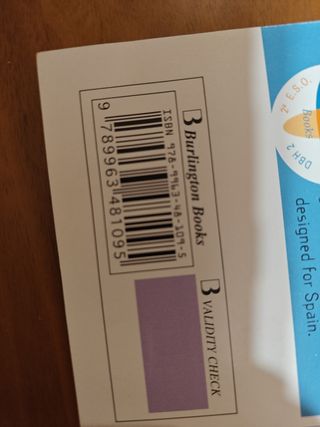 B Burlington Books
ISBN 978-9963-48-109-5
9 789963 481095
B VALIDITY CHECK
2º E.S.O.
Books
DBH 2
designed for Spain.